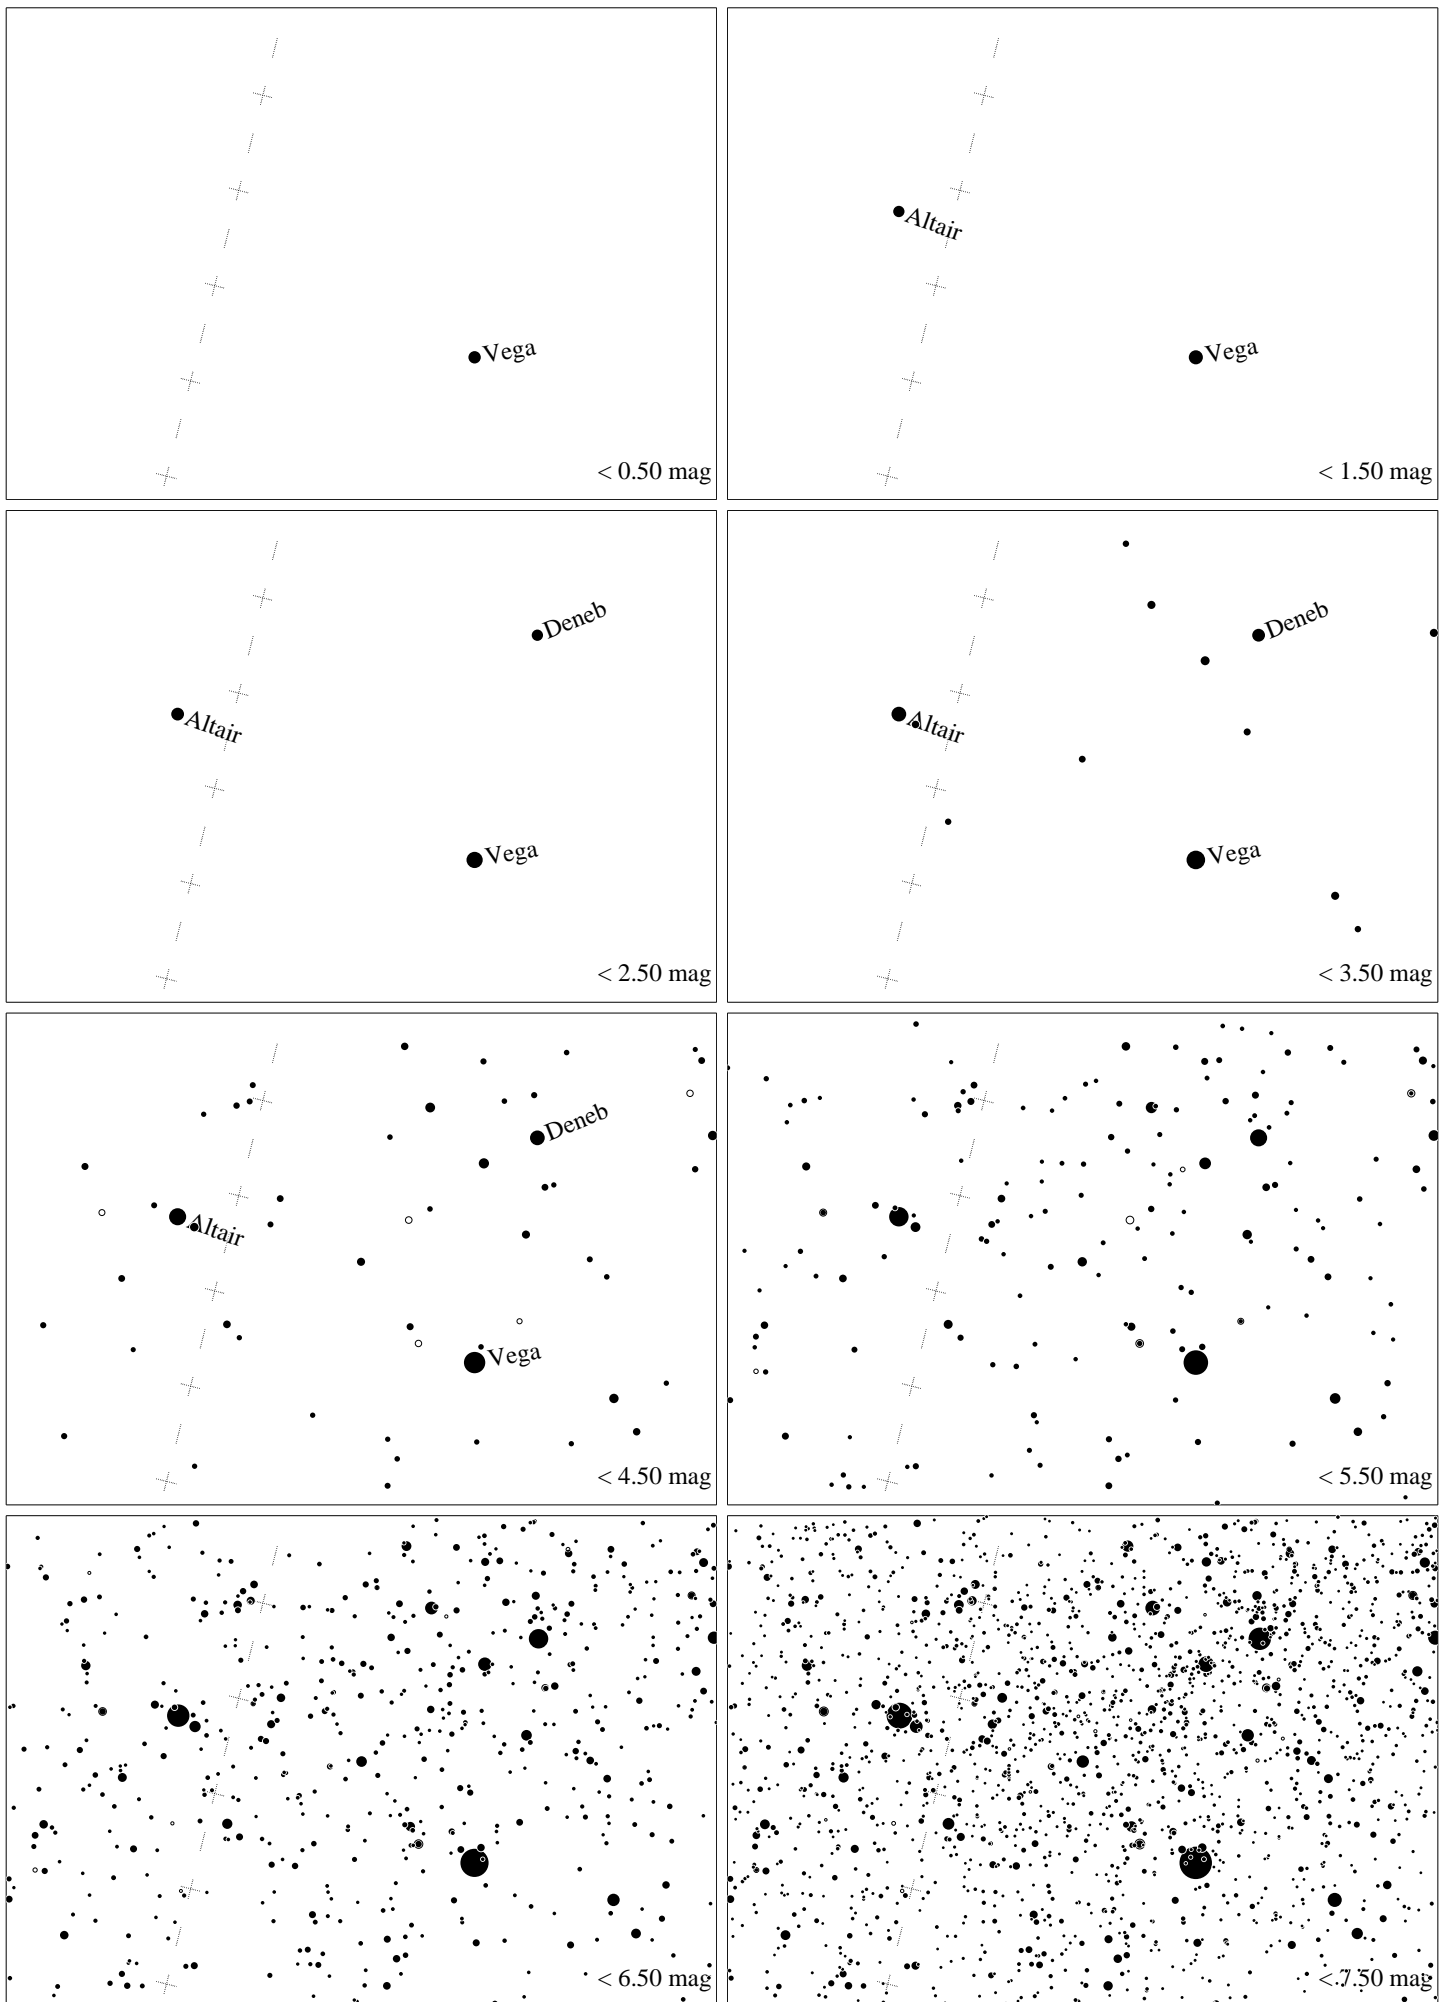 Vega
< 0.50 mag
Altair
Vega
< 1.50 mag
Deneb
Altair
Vega
< 2.50 mag
Deneb
Altair
Vega
< 3.50 mag
Deneb
Altair
Vega
< 4.50 mag
< 5.50 mag
< 6.50 mag
< 7.50 mag